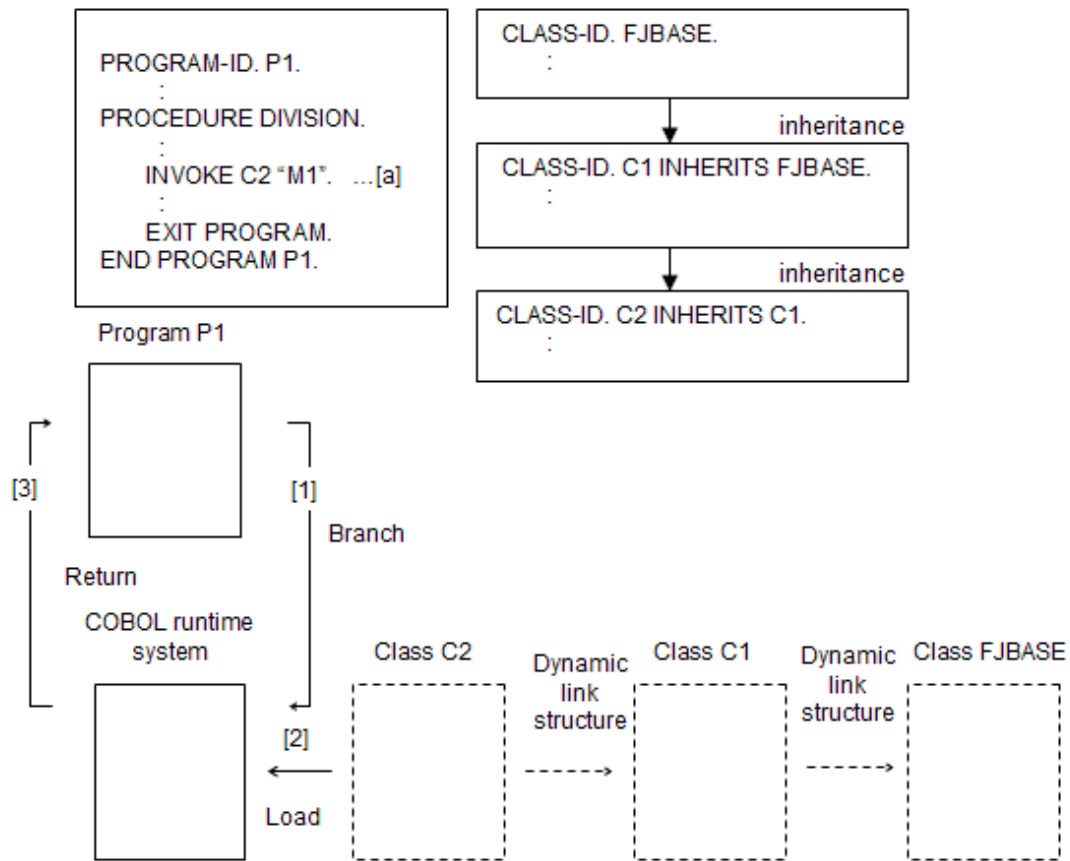 PROGRAM-ID. P1.
:
PROCEDURE DIVISION.
:
INVOKE C2 “M1”. ...[a]
:
EXIT PROGRAM.
END PROGRAM P1.
Program P1
CLASS-ID. FJBASE.
:
inheritance
CLASS-ID. C1 INHERITS FJBASE.
:
inheritance
CLASS-ID. C2 INHERITS C1.
:
[3]
[1]
Branch
Return
COBOL runtime
system
[2]
Load
Class C2
Dynamic
link
structure
Class C1
Dynamic
link
structure
Class FJBASE